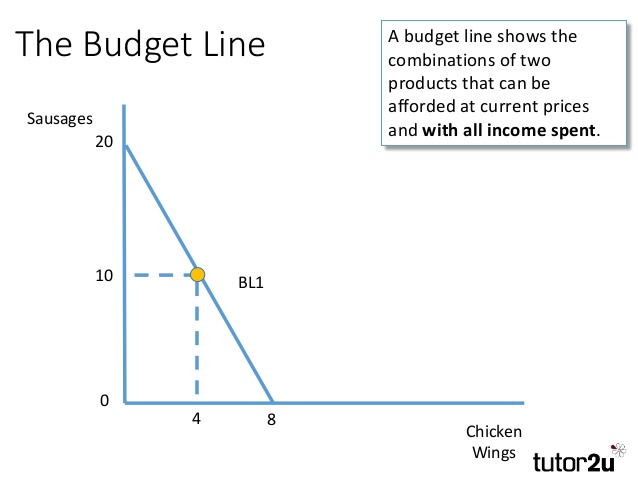 The Budget Line
A budget line shows the
combinations of two
products that can be
afforded at current prices
and with all income spent.
Sausages
20
10
BL1
0
4
8
Chicken
Wings
tutor2u